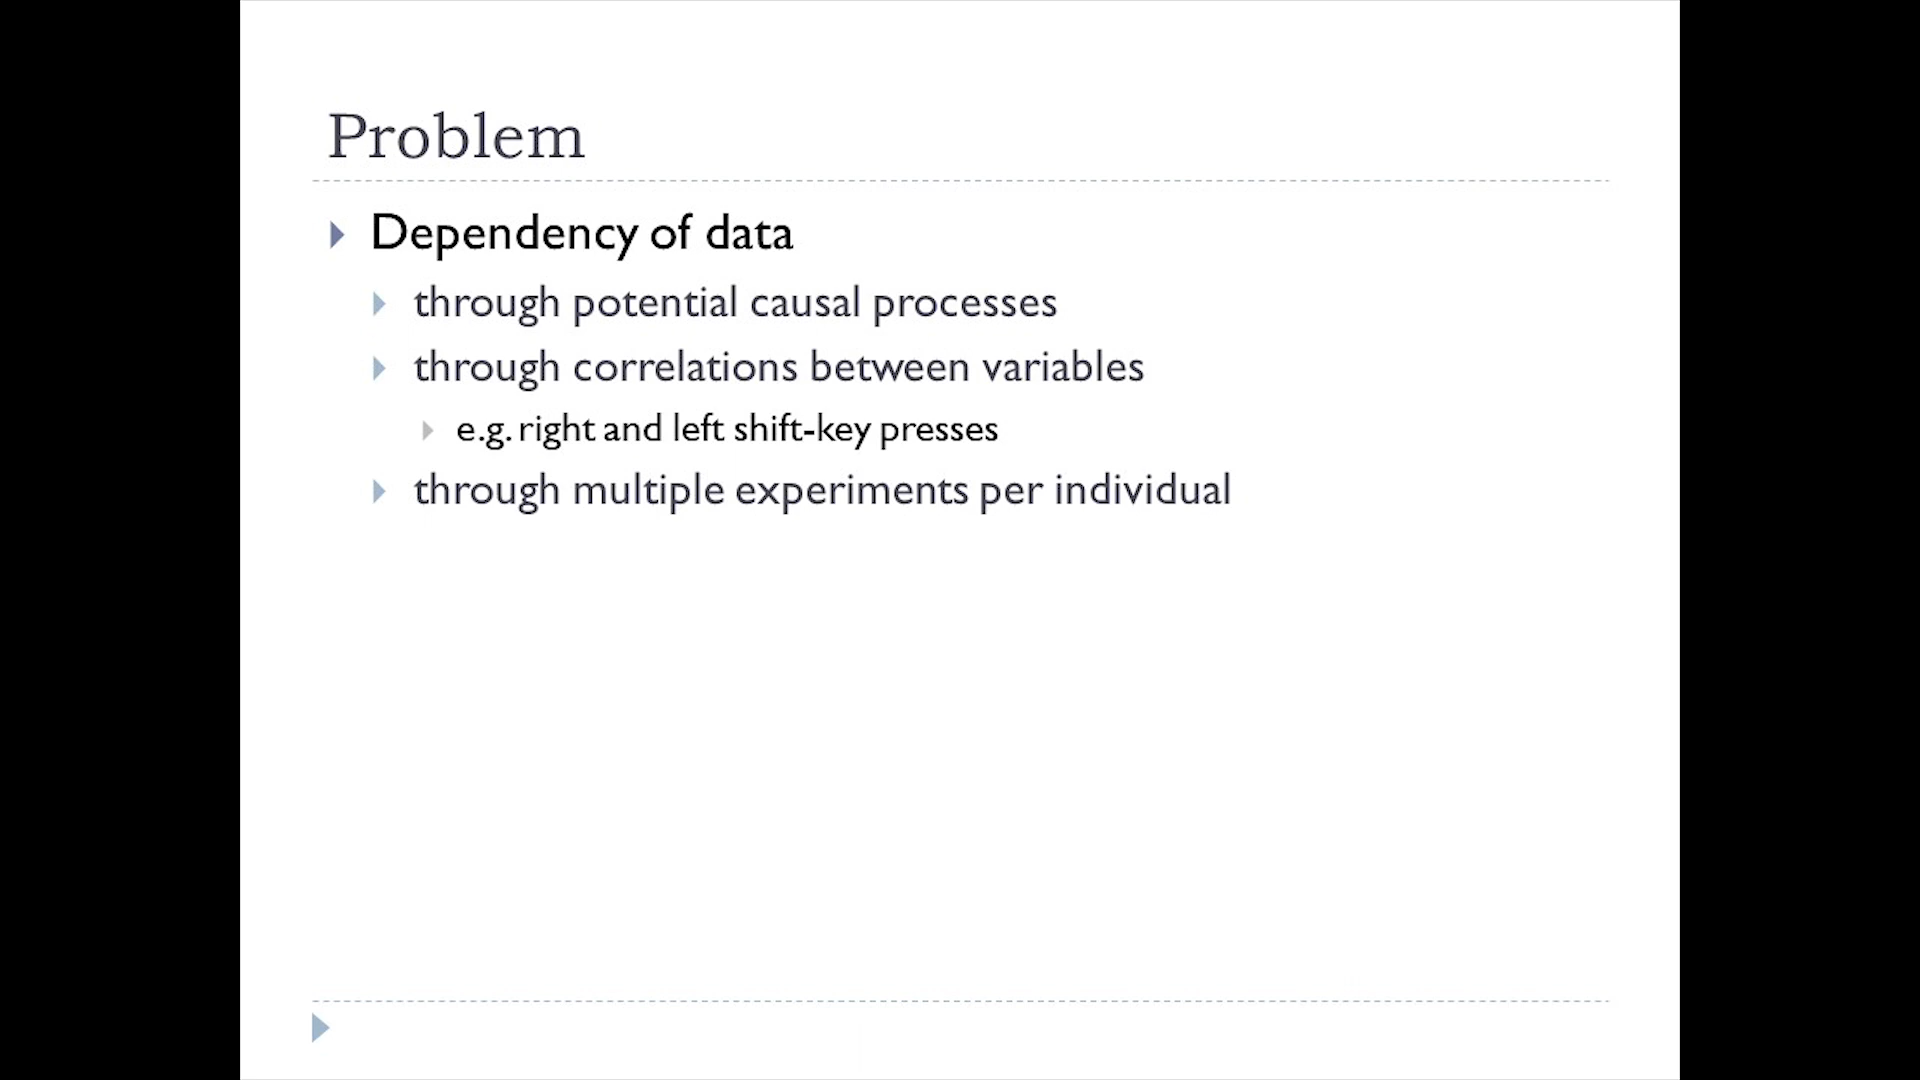 Problem
Dependency of data
through potential causal processes
through correlations between variables
e.g. right and left shift-key presses
through multiple experiments per individual